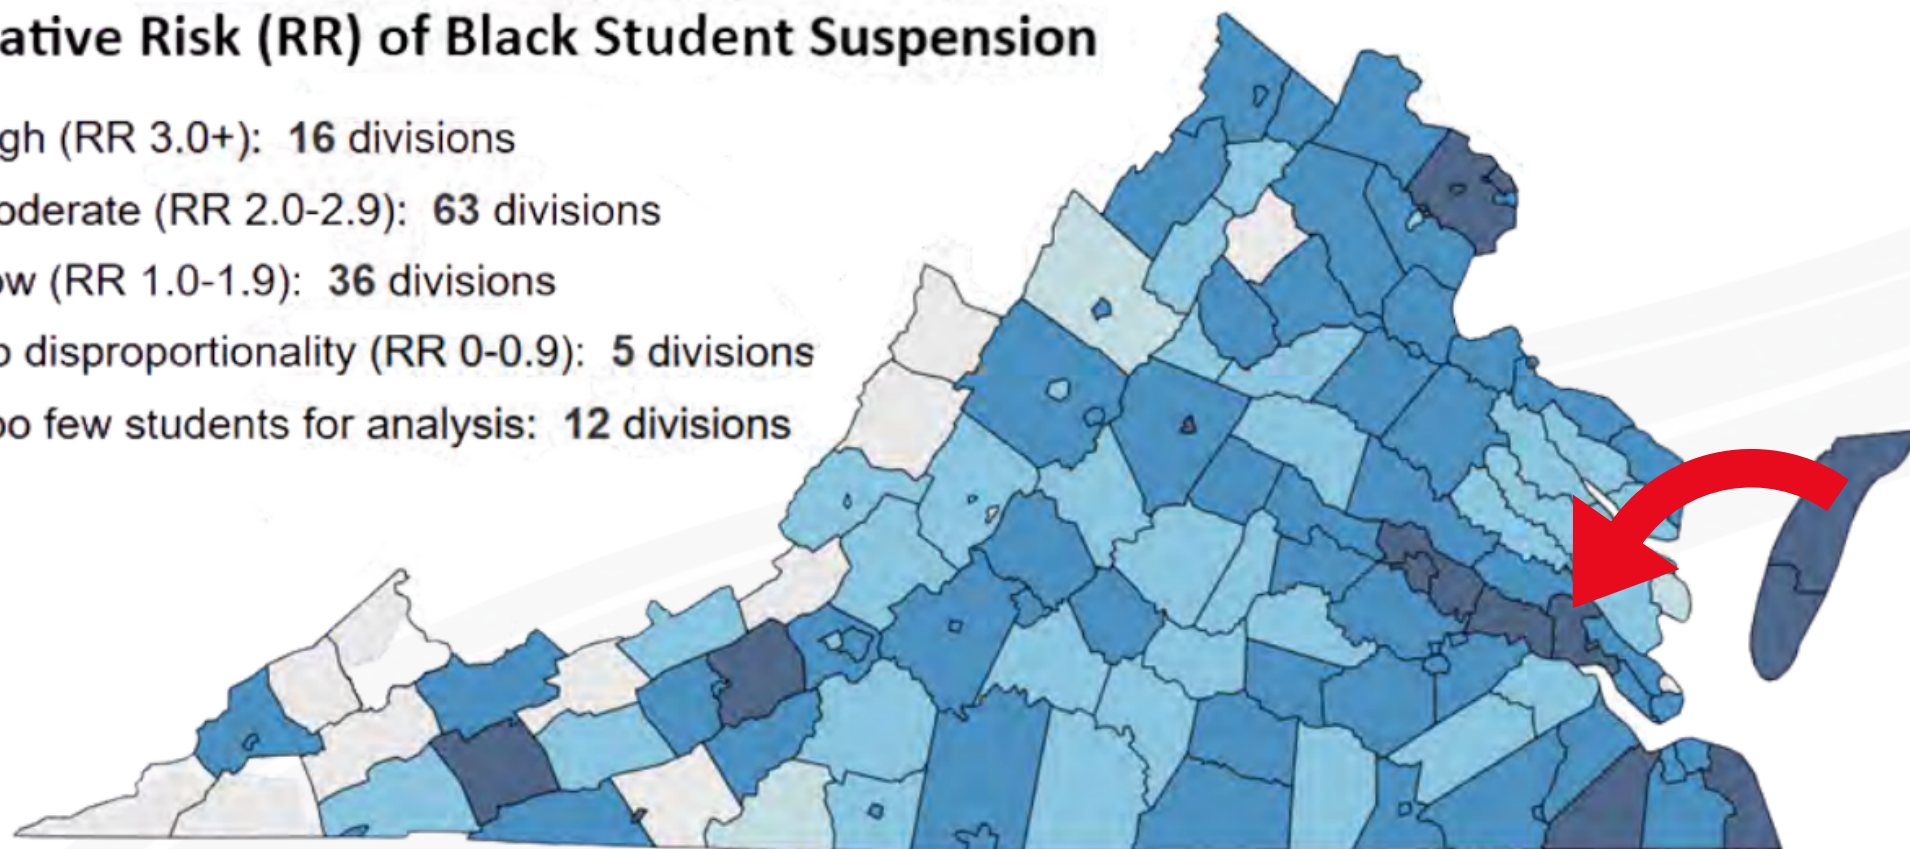 ative Risk (RR) of Black Student Suspension
gh (RR 3.0+): 16 divisions
oderate (RR 2.0-2.9): 63 divisions
ow (RR 1.0-1.9): 36 divisions
o disproportionality (RR 0-0.9): 5 divisions
oo few students for analysis: 12 divisions